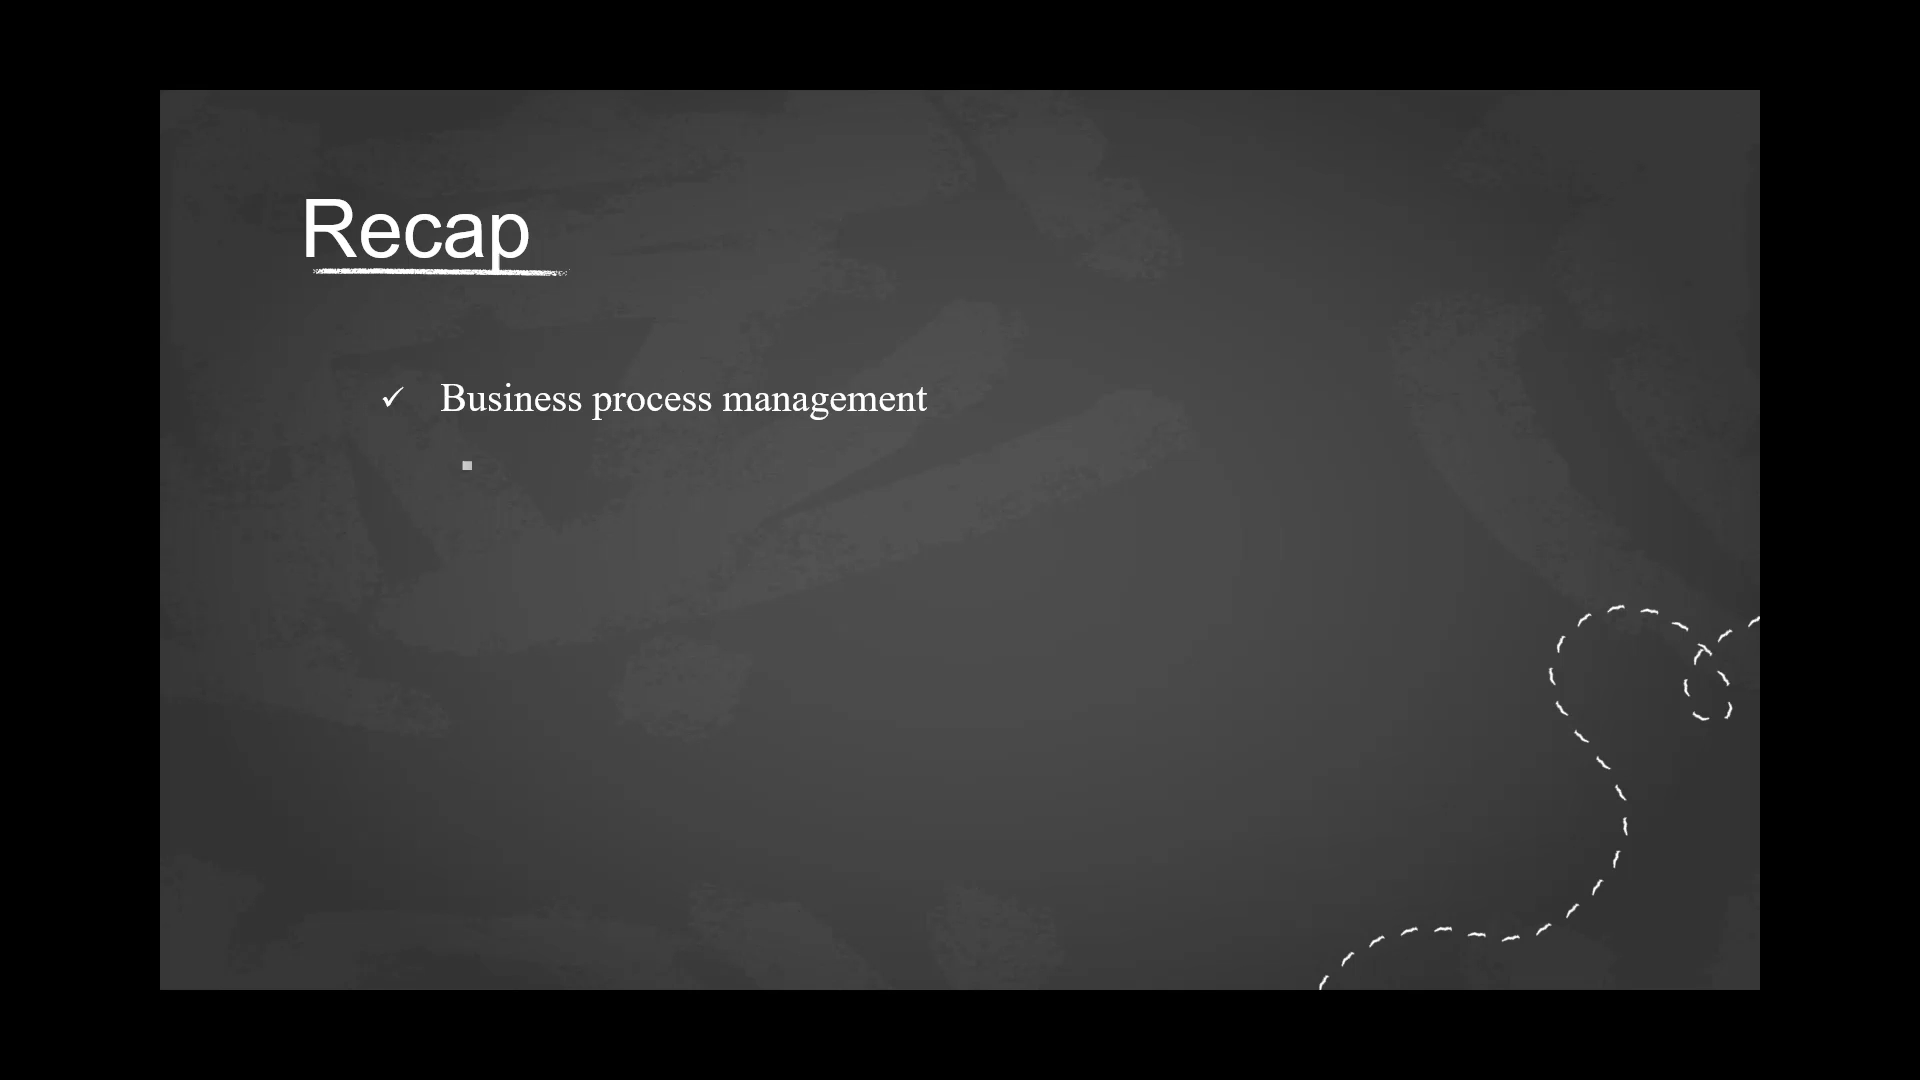 Recap
✓ Business process management
▪